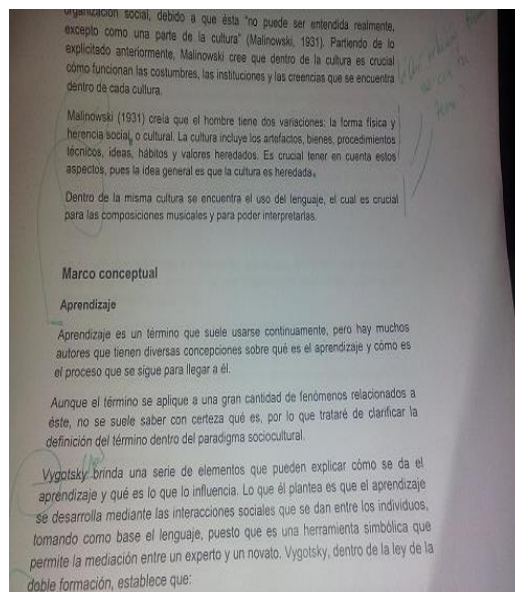 organización social, debido a que ésta "no puede ser entendida realmente,
excepto como una parte de la cultura" (Malinowski, 1931). Partiendo de lo
explicitado anteriormente, Malinowski cree que dentro de la cultura es crucial
cómo funcionan las costumbres, las instituciones y las creencias que se encuentra
dentro de cada cultura.
Malinowski (1931) creía que el hombre tiene dos variaciones: la forma física y
herencia social, o cultural. La cultura incluye los artefactos, bienes, procedimientos
técnicos, ideas, hábitos y valores heredados. Es crucial tener en cuenta estos
aspectos, pues la idea general es que la cultura es heredada.
Dentro de la misma cultura se encuentra el uso del lenguaje, el cual es crucial
para las composiciones musicales y para poder interpretarlas.
Marco conceptual
Aprendizaje
Aprendizaje es un término que suele usarse continuamente, pero hay muchos
autores que tienen diversas concepciones sobre qué es el aprendizaje y cómo es
el proceso que se sigue para llegar a él.
Aunque el término se aplique a una gran cantidad de fenómenos relacionados a
éste, no se suele saber con certeza qué es, por lo que trataré de clarificar la
definición del término dentro del paradigma sociocultural.
Vygotsky brinda una serie de elementos que pueden explicar cómo se da el
aprendizaje y qué es lo que lo influencia. Lo que él plantea es que el aprendizaje
se desarrolla mediante las interacciones sociales que se dan entre los individuos,
tomando como base el lenguaje, puesto que es una herramienta simbólica que
permite la mediación entre un experto y un novato. Vygotsky, dentro de la ley de la
doble formación, establece que: